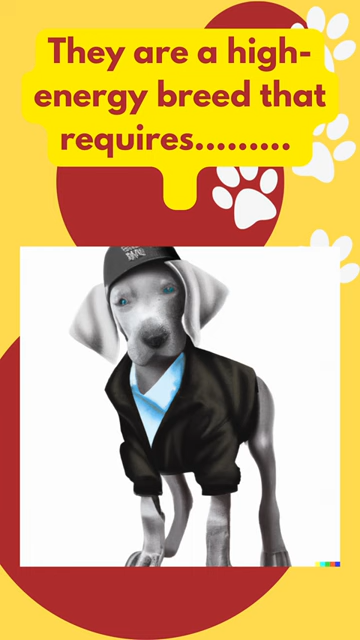 They are a high-
energy breed that
requires.........